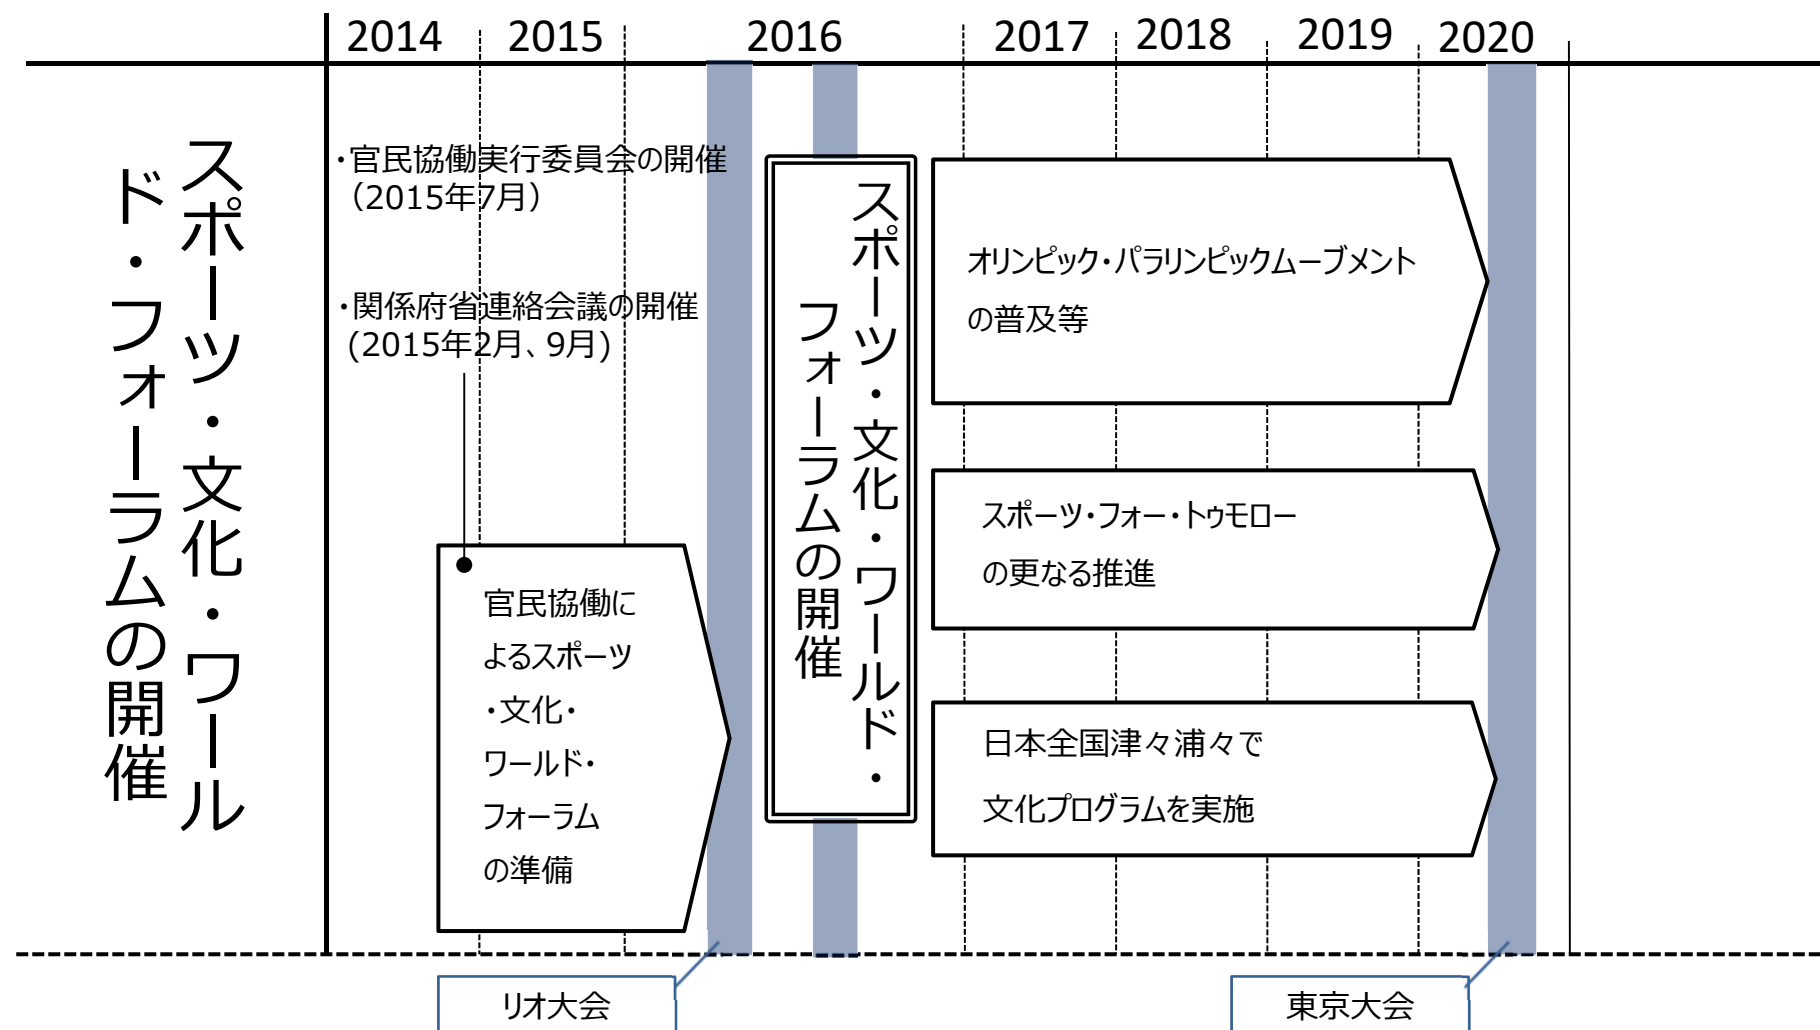 2014 2015 2016 2017 2018 2019 2020
スポーツ・文化・ワール
ド・フォーラムの開催
・官民協働実行委員会の開催
（2015年7月）
・関係府省連絡会議の開催
(2015年2月、9月)
官民協働に
よるスポーツ
・文化・
ワールド・
フォーラム
の準備
スポーツ・文化・ワールド・
フォーラムの開催
オリンピック・パラリンピックムーブメント
の普及等
スポーツ・フォー・トゥモロー
の更なる推進
日本全国津々浦々で
文化プログラムを実施
リオ大会
東京大会